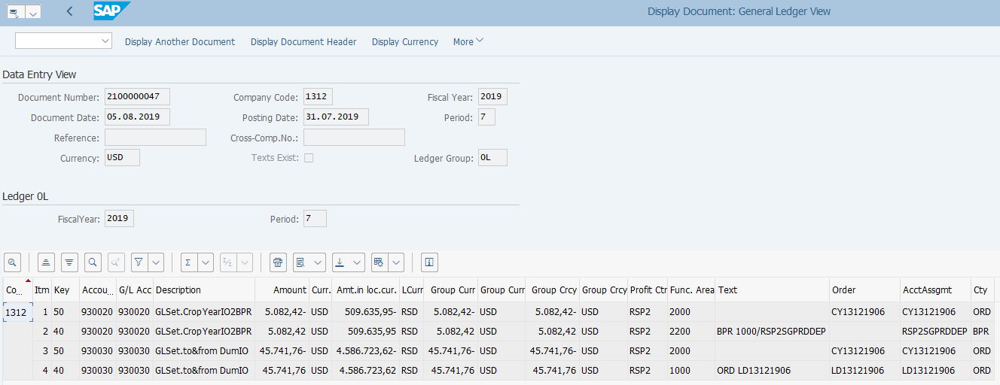 SAP
Display Document: General Ledger View
Display Another Document Display Document Header Display Currency More
Data Entry View
Document Number: 2100000047 Company Code: 1312 Fiscal Year: 2019
Document Date: 05.08.2019 Posting Date: 31.07.2019 Period: 7
Reference: Cross-Comp.No.:
Currency: USD Texts Exist: Ledger Group: 0L
Ledger 0L
FiscalYear: 2019 Period: 7
Co... Itm Key Accou... G/L Acc Description Amount Curr. Amt.in loc.cur. LCurr Group Curr Group Curr Group Crcy Group Crcy Profit Ctr Func. Area Text Order AcctAssgmt Cty
1312 1 50 930020 930020 GLSet.CropYearIO2BPR 5.082,42- USD 509.635,95- RSD 5.082,42- USD 5.082,42- USD RSP2 2000 CY13121906 CY13121906 ORD
2 40 930020 930020 GLSet.CropYearIO2BPR 5.082,42 USD 509.635,95 RSD 5.082,42 USD 5.082,42 USD RSP2 2200 BPR 1000/RSP2SGPRDDEP RSP2SGPRDDEP BPR
3 50 930030 930030 GLSet.to&from DumIO 45.741,76- USD 4.586.723,62- RSD 45.741,76- USD 45.741,76- USD RSP2 2000 CY13121906 CY13121906 ORD
4 40 930030 930030 GLSet.to&from DumIO 45.741,76 USD 4.586.723,62 RSD 45.741,76 USD 45.741,76 USD RSP2 1000 ORD LD13121906 LD13121906 LD13121906 ORD